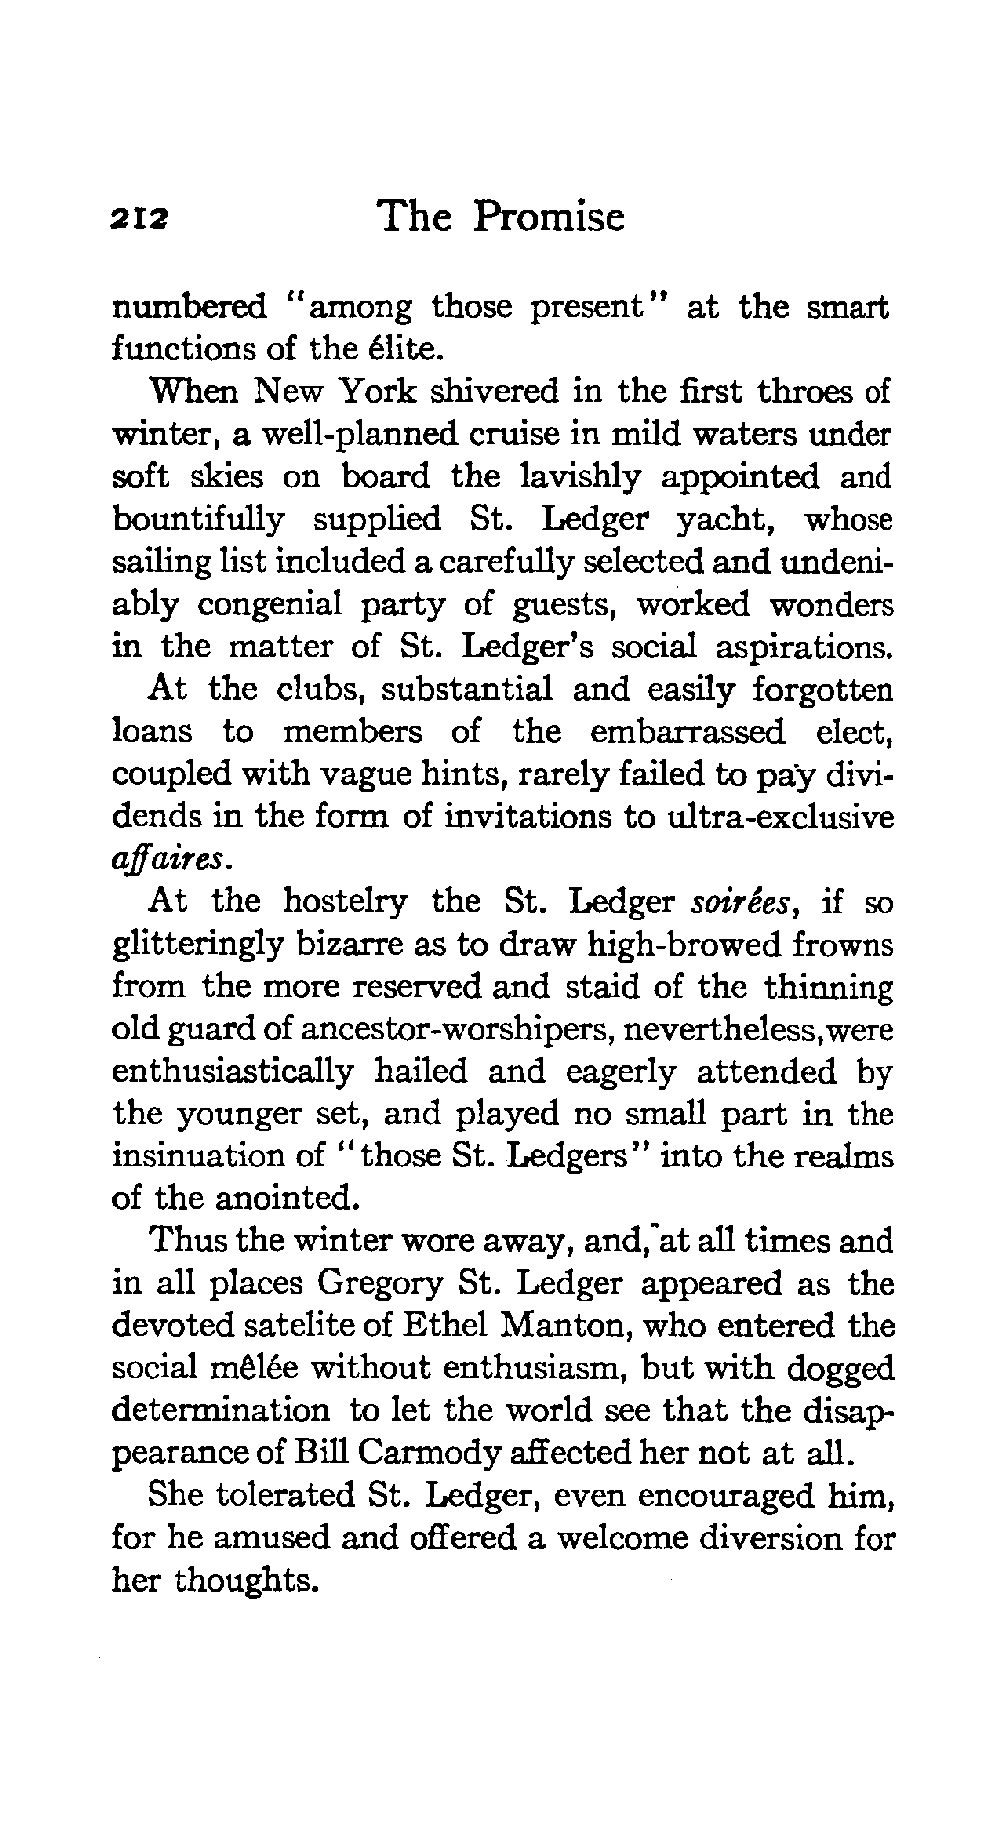 212 The Promise
numbered "among those present" at the smart
functions of the élite.
When New York shivered in the first throes of
winter, a well-planned cruise in mild waters under
soft skies on board the lavishly appointed and
bountifully supplied St. Ledger yacht, whose
sailing list included a carefully selected and undeni-
ably congenial party of guests, worked wonders
in the matter of St. Ledger's social aspirations.
At the clubs, substantial and easily forgotten
loans to members of the embarrassed elect,
coupled with vague hints, rarely failed to pay divi-
dends in the form of invitations to ultra-exclusive
affaires.
At the hostelry the St. Ledger soirées, if so
glitteringly bizarre as to draw high-browed frowns
from the more reserved and staid of the thinning
old guard of ancestor-worshipers, nevertheless, were
enthusiastically hailed and eagerly attended by
the younger set, and played no small part in the
insinuation of "those St. Ledgers" into the realms
of the anointed.
Thus the winter wore away, and, at all times and
in all places Gregory St. Ledger appeared as the
devoted satelite of Ethel Manton, who entered the
social mêlée without enthusiasm, but with dogged
determination to let the world see that the disap-
pearance of Bill Carmody affected her not at all.
She tolerated St. Ledger, even encouraged him,
for he amused and offered a welcome diversion for
her thoughts.